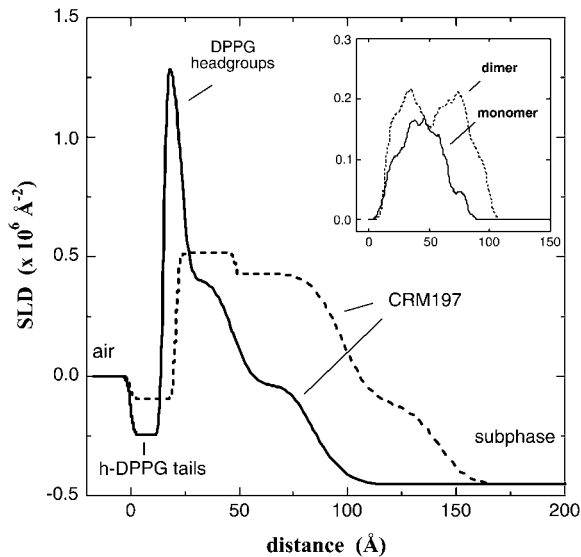 DPPG
headgroups
1.5
1.0
0.5
0.0
-0.5
SLD (x 10⁶ Å⁻²)
0.3
0.2
0.1
0.0
dimer
monomer
0 50 100 150
CRM197
air
h-DPPG tails
subphase
0 50 100 150 200
distance (Å)